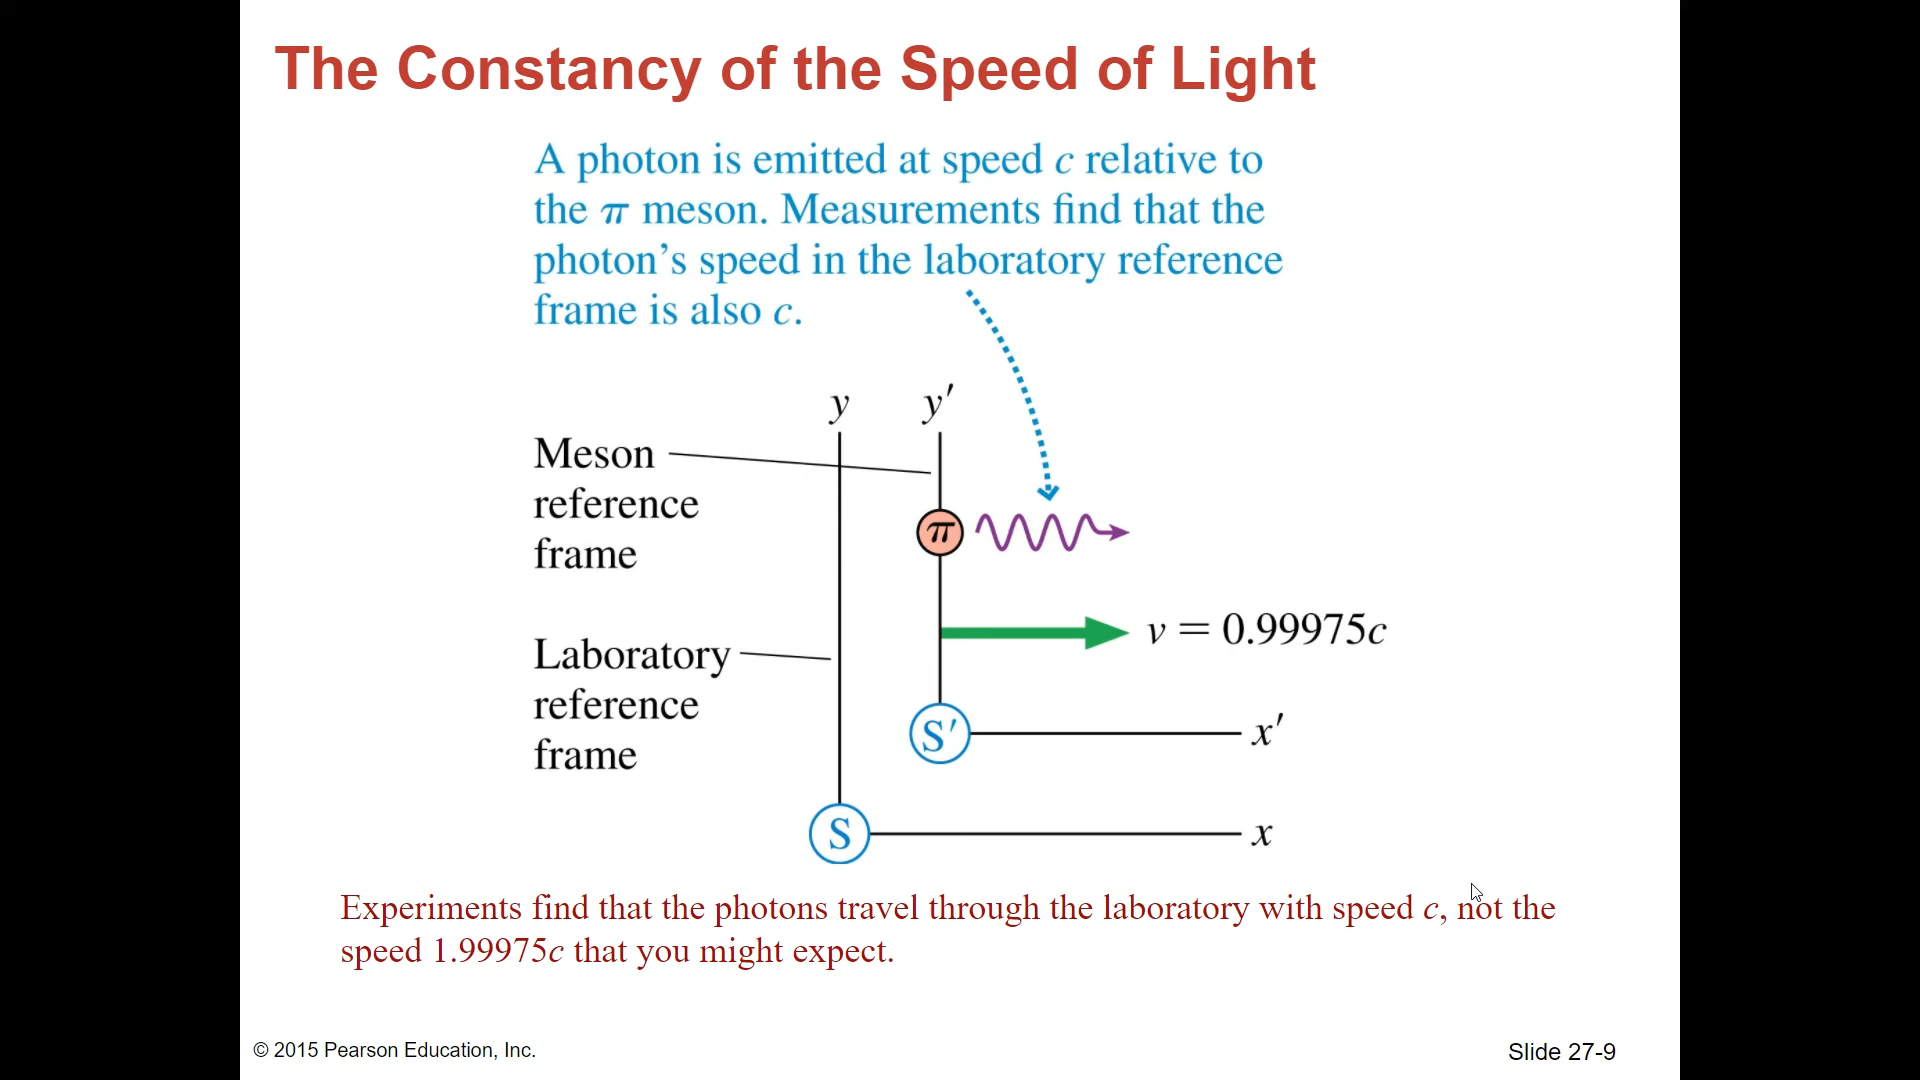 The Constancy of the Speed of Light
A photon is emitted at speed c relative to
the π meson. Measurements find that the
photon’s speed in the laboratory reference
frame is also c.
y
y′
Meson
reference
frame
π
v = 0.99975c
Laboratory
reference
frame
S′
x′
S
x
Experiments find that the photons travel through the laboratory with speed c, not the
speed 1.99975c that you might expect.
© 2015 Pearson Education, Inc.
Slide 27-9